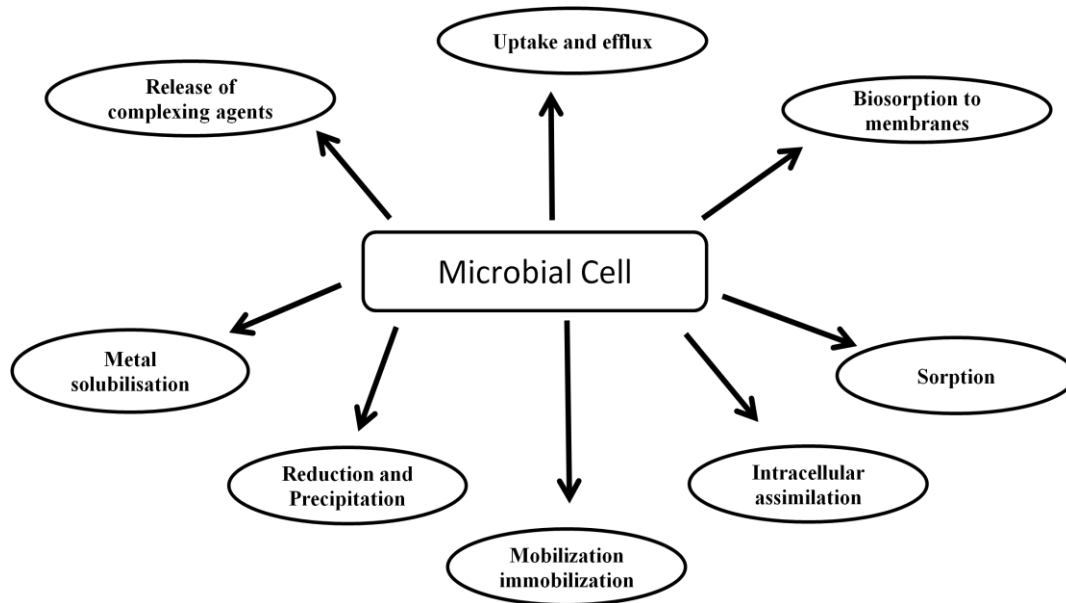 Uptake and efflux
Release of
complexing agents
Biosorption to
membranes
Microbial Cell
Metal
solubilisation
Sorption
Reduction and
Precipitation
Intracellular
assimilation
Mobilization
immobilization